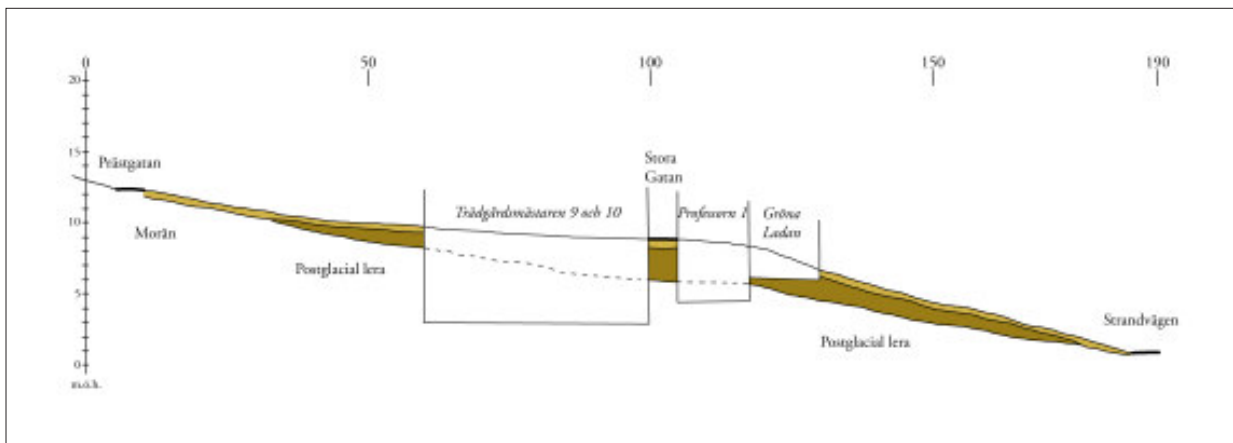 0 50 100 150 190
20
15
10
5
0
m.ö.h.
Prästgatan
Morän
Postglacial lera
Trädgårdsmästaren 9 och 10
Stora
Gatan
Professorn 1
Gröna
Ladan
Postglacial lera
Strandvägen